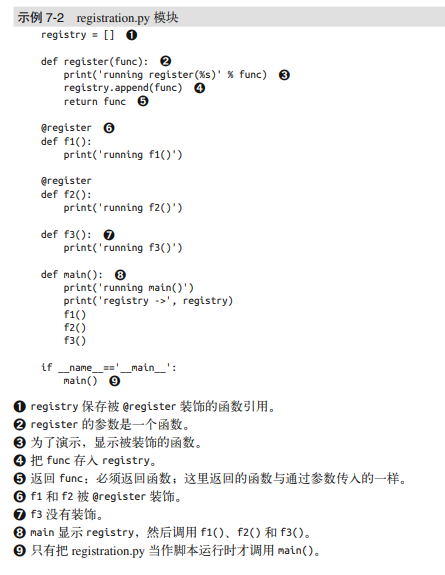 示例 7-2 registration.py 模块
registry = [] ❶
def register(func): ❷
    print('running register(%s)' % func) ❸
    registry.append(func) ❹
    return func ❺
@register ❻
def f1():
    print('running f1()')
@register
def f2():
    print('running f2()')
def f3(): ❼
    print('running f3()')
def main(): ❽
    print('running main()')
    print('registry ->', registry)
    f1()
    f2()
    f3()
if __name__=='__main__':
    main() ❾
❶ registry 保存被 @register 装饰的函数引用。
❷ register 的参数是一个函数。
❸ 为了演示，显示被装饰的函数。
❹ 把 func 存入 registry。
❺ 返回 func：必须返回函数；这里返回的函数与通过参数传入的一样。
❻ f1 和 f2 被 @register 装饰。
❼ f3 没有装饰。
❽ main 显示 registry，然后调用 f1()、f2() 和 f3()。
❾ 只有把 registration.py 当作脚本运行时才调用 main()。